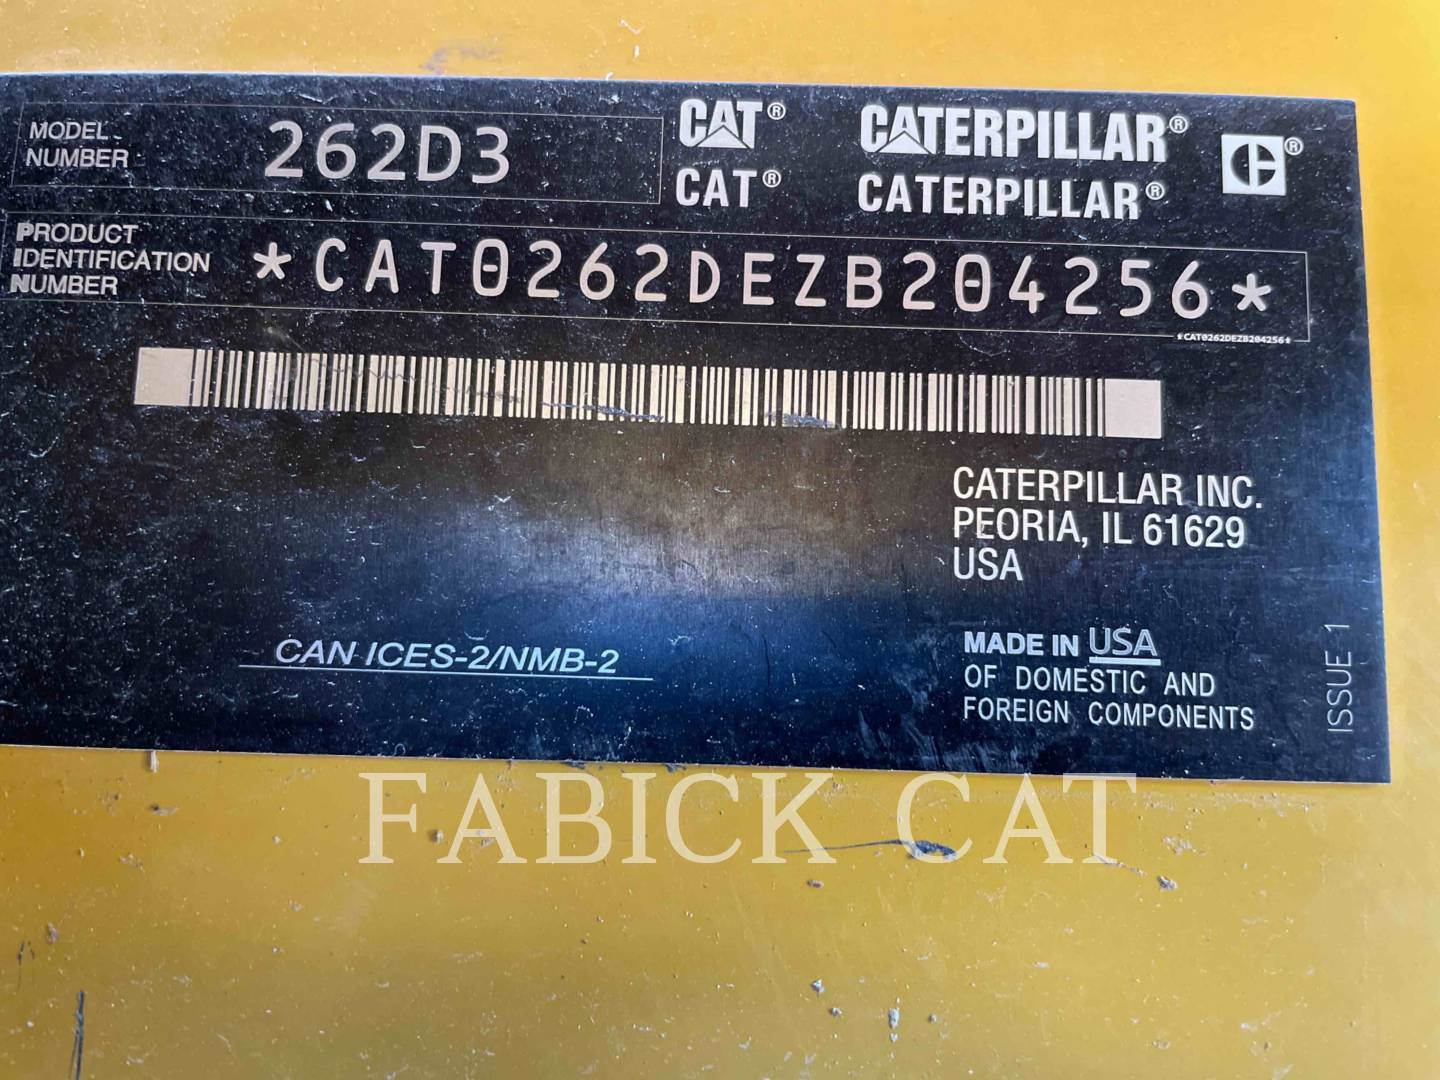 MODEL NUMBER 262D3
CAT® CATERPILLAR® ®
CAT® CATERPILLAR®
PRODUCT IDENTIFICATION NUMBER *CAT0262DEZB204256*
*CAT0262DEZB204256*
CATERPILLAR INC.
PEORIA, IL 61629
USA
CAN ICES-2/NMB-2
MADE IN USA
OF DOMESTIC AND
FOREIGN COMPONENTS
ISSUE 1
FABICK CAT